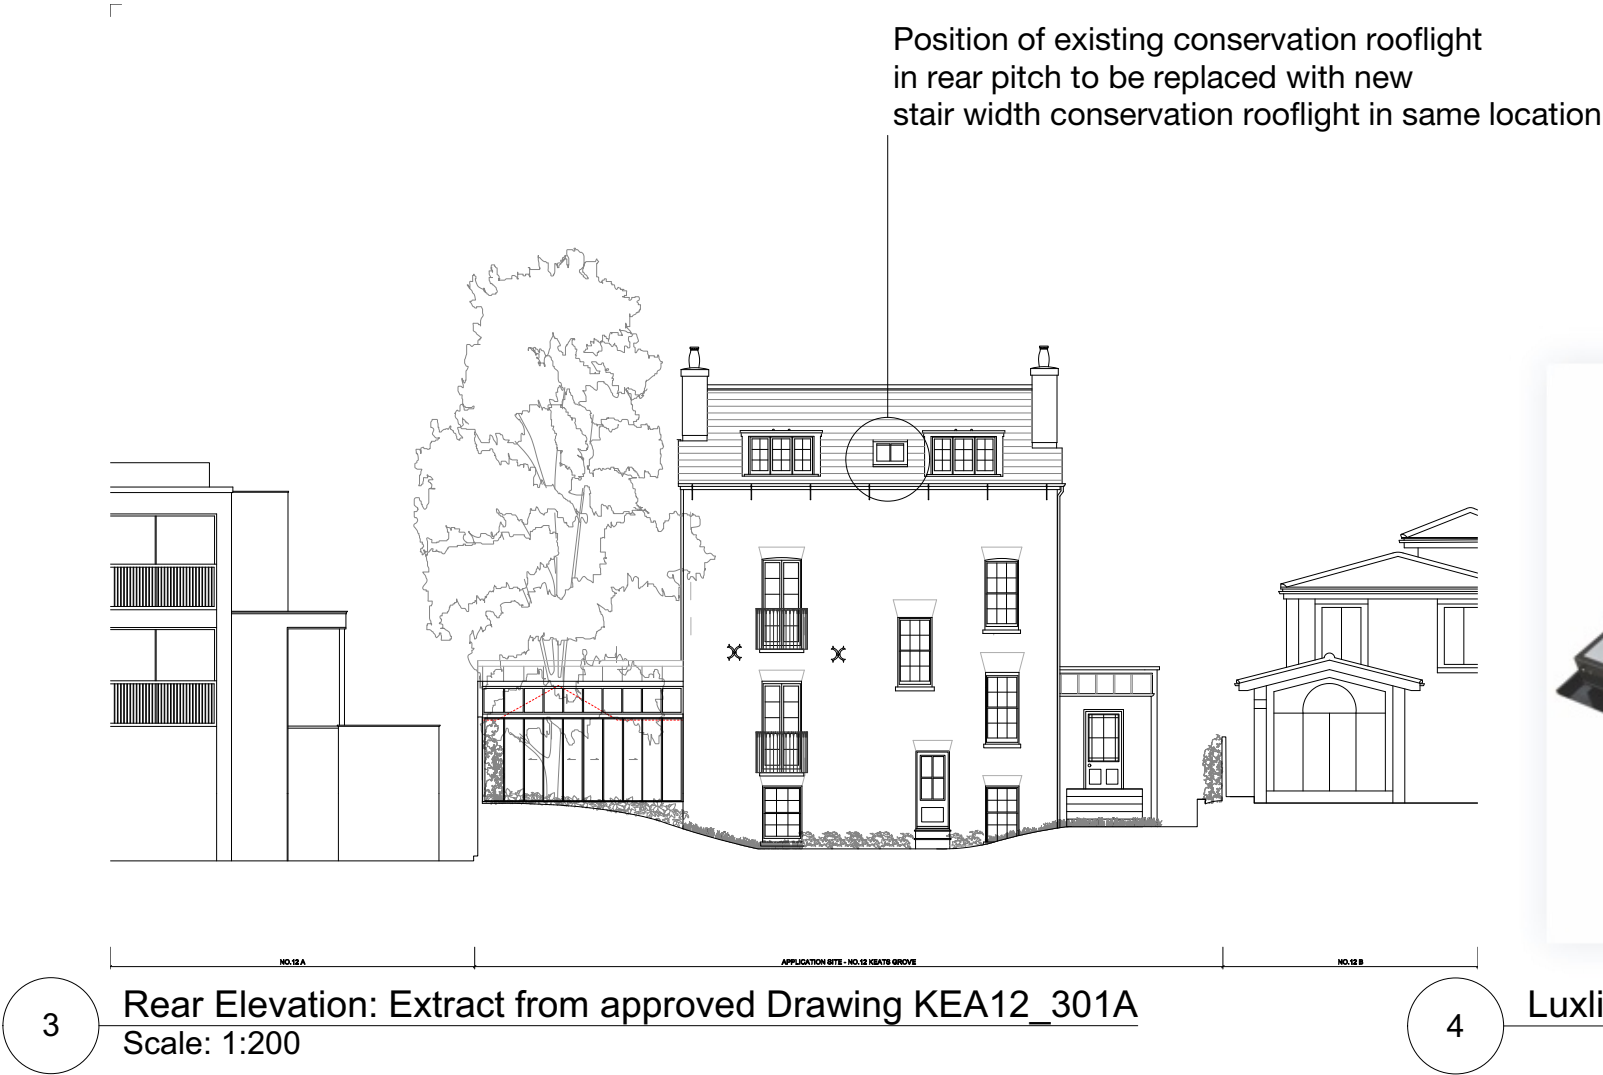 Position of existing conservation rooflight
in rear pitch to be replaced with new
stair width conservation rooflight in same location
NO.12 A
APPLICATION SITE - NO.12 KEATS GROVE
NO.12 B
3
Rear Elevation: Extract from approved Drawing KEA12_301A
Scale: 1:200
4
Luxli